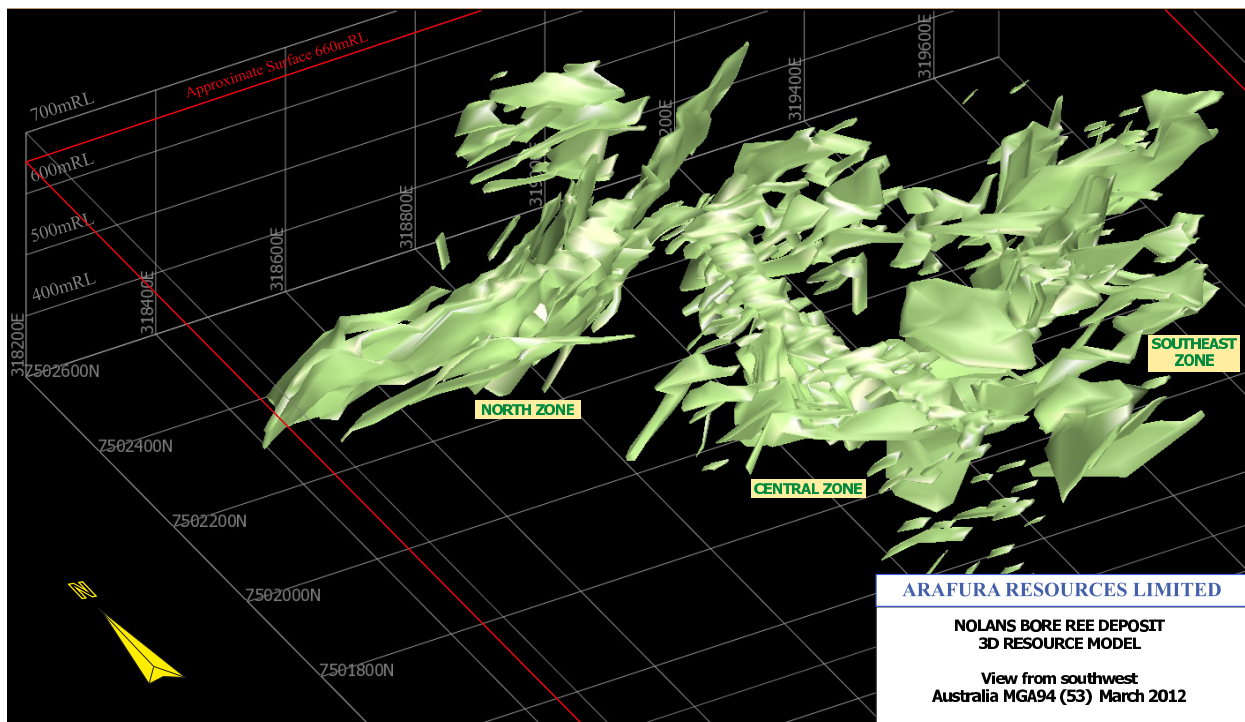 Approximate Surface 660mRL
700mRL
600mRL
500mRL
400mRL
318200E
318400E
318600E
318800E
319400E
319600E
7502600N
7502400N
7502200N
7502000N
7501800N
NORTH ZONE
CENTRAL ZONE
SOUTHEAST
ZONE
N
ARAFURA RESOURCES LIMITED
NOLANS BORE REE DEPOSIT
3D RESOURCE MODEL
View from southwest
Australia MGA94 (53) March 2012